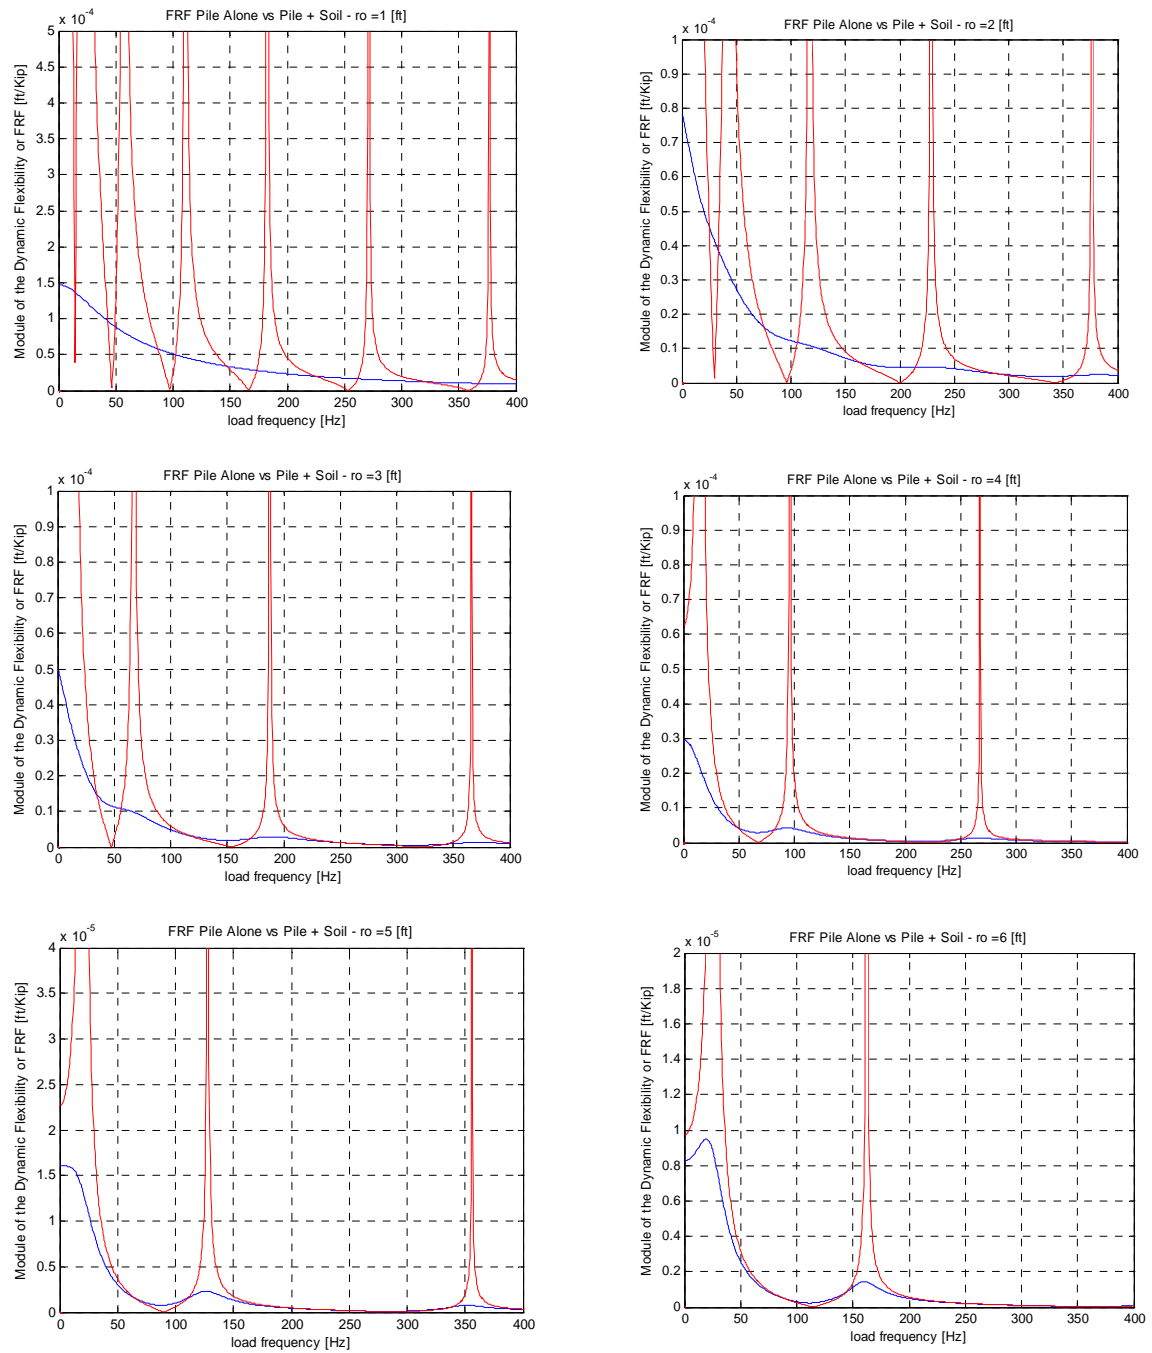 FRF Pile Alone vs Pile + Soil - ro =1 [ft]
x 10-4
Module of the Dynamic Flexibility or FRF [ft/Kip]
5
4.5
4
3.5
3
2.5
2
1.5
1
0.5
0
0 50 100 150 200 250 300 350 400
load frequency [Hz]
FRF Pile Alone vs Pile + Soil - ro =2 [ft]
x 10-4
Module of the Dynamic Flexibility or FRF [ft/Kip]
1
0.9
0.8
0.7
0.6
0.5
0.4
0.3
0.2
0.1
0
0 50 100 150 200 250 300 350 400
load frequency [Hz]
FRF Pile Alone vs Pile + Soil - ro =3 [ft]
x 10-4
Module of the Dynamic Flexibility or FRF [ft/Kip]
1
0.9
0.8
0.7
0.6
0.5
0.4
0.3
0.2
0.1
0
0 50 100 150 200 250 300 350 400
load frequency [Hz]
FRF Pile Alone vs Pile + Soil - ro =4 [ft]
x 10-4
Module of the Dynamic Flexibility or FRF [ft/Kip]
1
0.9
0.8
0.7
0.6
0.5
0.4
0.3
0.2
0.1
0
0 50 100 150 200 250 300 350 400
load frequency [Hz]
FRF Pile Alone vs Pile + Soil - ro =5 [ft]
x 10-5
Module of the Dynamic Flexibility or FRF [ft/Kip]
4
3.5
3
2.5
2
1.5
1
0.5
0
0 50 100 150 200 250 300 350 400
load frequency [Hz]
FRF Pile Alone vs Pile + Soil - ro =6 [ft]
x 10-5
Module of the Dynamic Flexibility or FRF [ft/Kip]
2
1.8
1.6
1.4
1.2
1
0.8
0.6
0.4
0.2
0
0 50 100 150 200 250 300 350 400
load frequency [Hz]